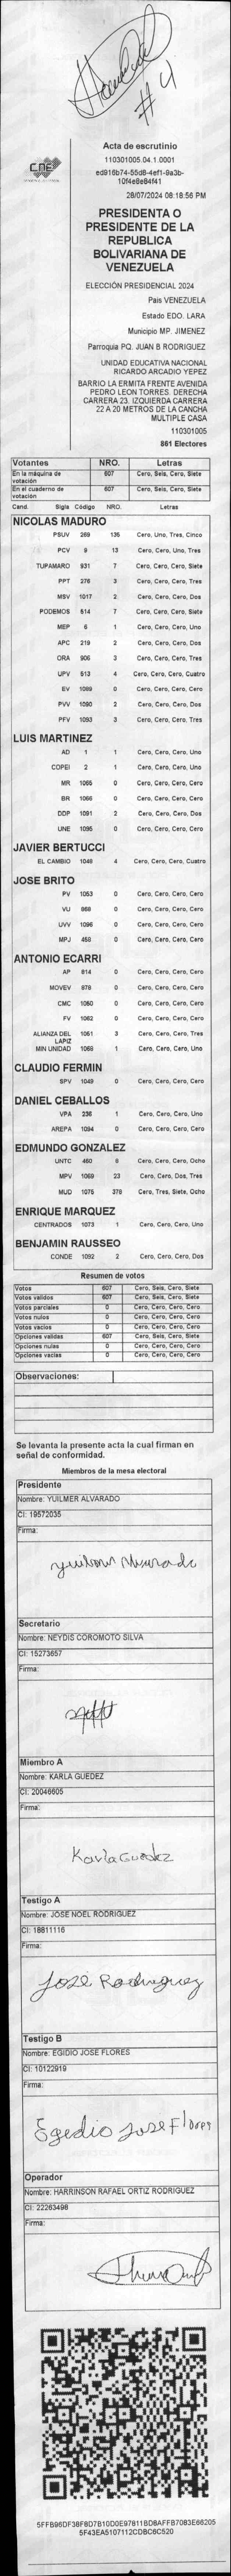 # 4
CNE
Acta de escrutinio
110301005.04.1.0001
ed916b74-55d8-4ef1-9a3b-
10f4e8e84f41
28/07/2024 08:18:56 PM
PRESIDENTA O
PRESIDENTE DE LA
REPUBLICA
BOLIVARIANA DE
VENEZUELA
ELECCIÓN PRESIDENCIAL 2024
Pais VENEZUELA
Estado EDO. LARA
Municipio MP. JIMENEZ
Parroquia PQ. JUAN B RODRIGUEZ
UNIDAD EDUCATIVA NACIONAL
RICARDO ARCADIO YEPEZ
BARRIO LA ERMITA FRENTE AVENIDA
PEDRO LEON TORRES. DERECHA
CARRERA 23. IZQUIERDA CARRERA
22 A 20 METROS DE LA CANCHA
MULTIPLE CASA
110301005
861 Electores
Votantes NRO. Letras
En la máquina de votación 607 Cero, Seis, Cero, Siete
En el cuaderno de votación 607 Cero, Seis, Cero, Siete
Cand. Sigla Código NRO. Letras
NICOLAS MADURO
PSUV 269 135 Cero, Uno, Tres, Cinco
PCV 9 13 Cero, Cero, Uno, Tres
TUPAMARO 931 7 Cero, Cero, Cero, Siete
PPT 276 3 Cero, Cero, Cero, Tres
MSV 1017 2 Cero, Cero, Cero, Dos
PODEMOS 614 7 Cero, Cero, Cero, Siete
MEP 6 1 Cero, Cero, Cero, Uno
APC 219 2 Cero, Cero, Cero, Dos
ORA 906 3 Cero, Cero, Cero, Tres
UPV 513 4 Cero, Cero, Cero, Cuatro
EV 1089 0 Cero, Cero, Cero, Cero
PVV 1090 2 Cero, Cero, Cero, Dos
PFV 1093 3 Cero, Cero, Cero, Tres
LUIS MARTINEZ
AD 1 1 Cero, Cero, Cero, Uno
COPEI 2 1 Cero, Cero, Cero, Uno
MR 1065 0 Cero, Cero, Cero, Cero
BR 1066 0 Cero, Cero, Cero, Cero
DDP 1091 2 Cero, Cero, Cero, Dos
UNE 1095 0 Cero, Cero, Cero, Cero
JAVIER BERTUCCI
EL CAMBIO 1048 4 Cero, Cero, Cero, Cuatro
JOSE BRITO
PV 1053 0 Cero, Cero, Cero, Cero
VU 868 0 Cero, Cero, Cero, Cero
UVV 1096 0 Cero, Cero, Cero, Cero
MPJ 458 0 Cero, Cero, Cero, Cero
ANTONIO ECARRI
AP 814 0 Cero, Cero, Cero, Cero
MOVEV 878 0 Cero, Cero, Cero, Cero
CMC 1060 0 Cero, Cero, Cero, Cero
FV 1062 0 Cero, Cero, Cero, Cero
ALIANZA DEL LAPIZ 1051 3 Cero, Cero, Cero, Tres
MIN UNIDAD 1068 1 Cero, Cero, Cero, Uno
CLAUDIO FERMIN
SPV 1049 0 Cero, Cero, Cero, Cero
DANIEL CEBALLOS
VPA 236 1 Cero, Cero, Cero, Uno
AREPA 1094 0 Cero, Cero, Cero, Cero
EDMUNDO GONZALEZ
UNTC 460 8 Cero, Cero, Cero, Ocho
MPV 1069 23 Cero, Cero, Dos, Tres
MUD 1075 378 Cero, Tres, Siete, Ocho
ENRIQUE MARQUEZ
CENTRADOS 1073 1 Cero, Cero, Cero, Uno
BENJAMIN RAUSSEO
CONDE 1092 2 Cero, Cero, Cero, Dos
Resumen de votos
Votos 607 Cero, Seis, Cero, Siete
Votos validos 607 Cero, Seis, Cero, Siete
Votos parciales 0 Cero, Cero, Cero, Cero
Votos nulos 0 Cero, Cero, Cero, Cero
Votos vacios 0 Cero, Cero, Cero, Cero
Opciones validas 607 Cero, Seis, Cero, Siete
Opciones nulas 0 Cero, Cero, Cero, Cero
Opciones vacias 0 Cero, Cero, Cero, Cero
Observaciones:
Se levanta la presente acta la cual firman en
señal de conformidad.
Miembros de la mesa electoral
Presidente
Nombre: YUILMER ALVARADO
CI: 19572035
Firma:
yuilmer Alvarado
Secretario
Nombre: NEYDIS COROMOTO SILVA
CI: 15273657
Firma:
Miembro A
Nombre: KARLA GUEDEZ
CI: 20046605
Firma:
Karla Guedez
Testigo A
Nombre: JOSE NOEL RODRIGUEZ
CI: 18811116
Firma:
José Rodriguez
Testigo B
Nombre: EGIDIO JOSE FLORES
CI: 10122919
Firma:
Egidio Jose Flores
Operador
Nombre: HARRINSON RAFAEL ORTIZ RODRIGUEZ
CI: 22263498
Firma:
5FFB95DF38F8D7B10D0E97811BD8AFFB7083E66205
5F43EA5107112CDBC8C520